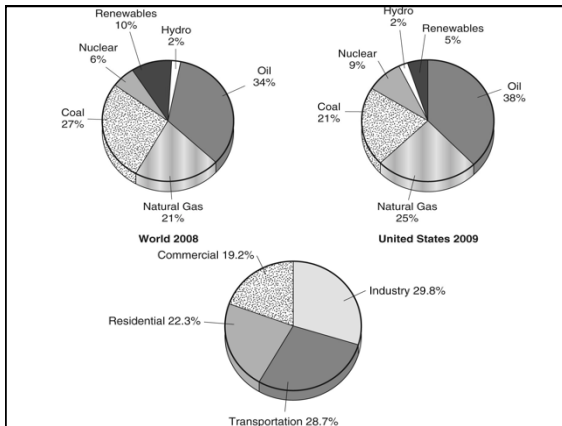 Renewables
10%
Hydro
2%
Nuclear
6%
Oil
34%
Coal
27%
Natural Gas
21%
World 2008
Hydro
2%
Renewables
5%
Nuclear
9%
Oil
38%
Coal
21%
Natural Gas
25%
United States 2009
Commercial 19.2%
Industry 29.8%
Residential 22.3%
Transportation 28.7%